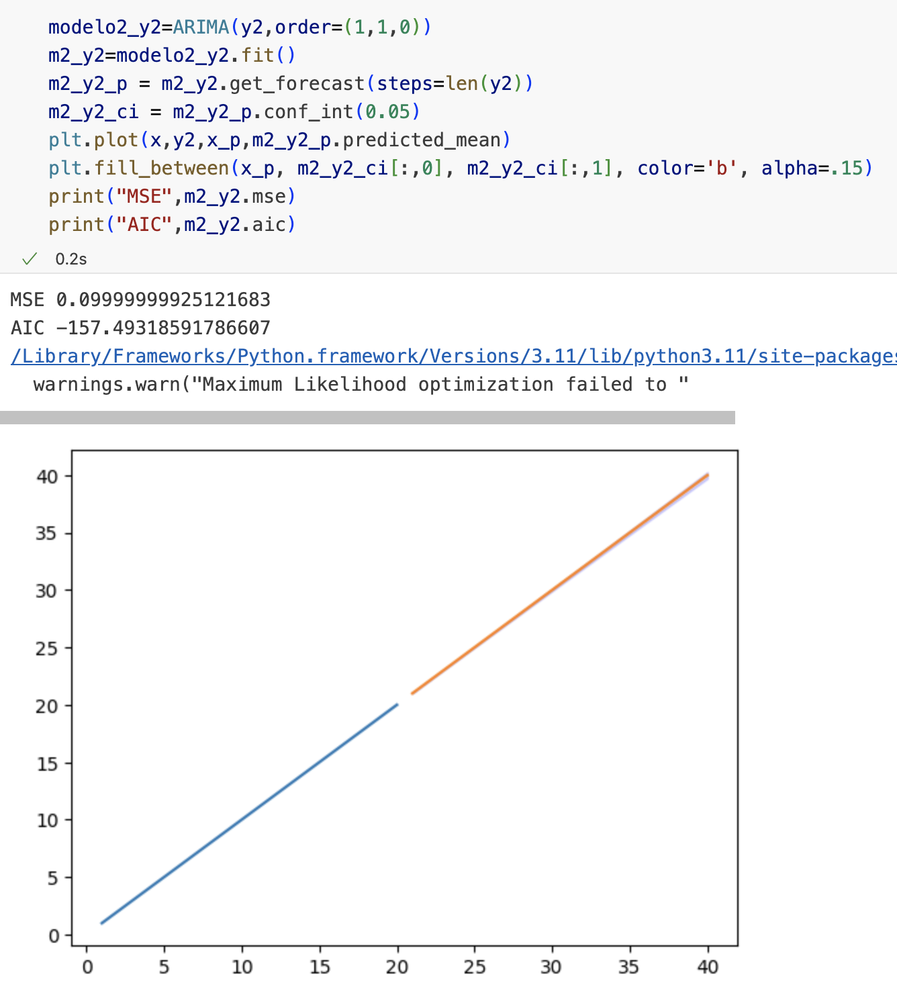 modelo2_y2=ARIMA(y2,order=(1,1,0))
m2_y2=modelo2_y2.fit()
m2_y2_p = m2_y2.get_forecast(steps=len(y2))
m2_y2_ci = m2_y2_p.conf_int(0.05)
plt.plot(x,y2,x_p,m2_y2_p.predicted_mean)
plt.fill_between(x_p, m2_y2_ci[:,0], m2_y2_ci[:,1], color='b', alpha=.15)
print("MSE",m2_y2.mse)
print("AIC",m2_y2.aic)
0.2s
MSE 0.09999999925121683
AIC -157.49318591786607
/Library/Frameworks/Python.framework/Versions/3.11/lib/python3.11/site-packages
warnings.warn("Maximum Likelihood optimization failed to "
40
35
30
25
20
15
10
5
0
0 5 10 15 20 25 30 35 40